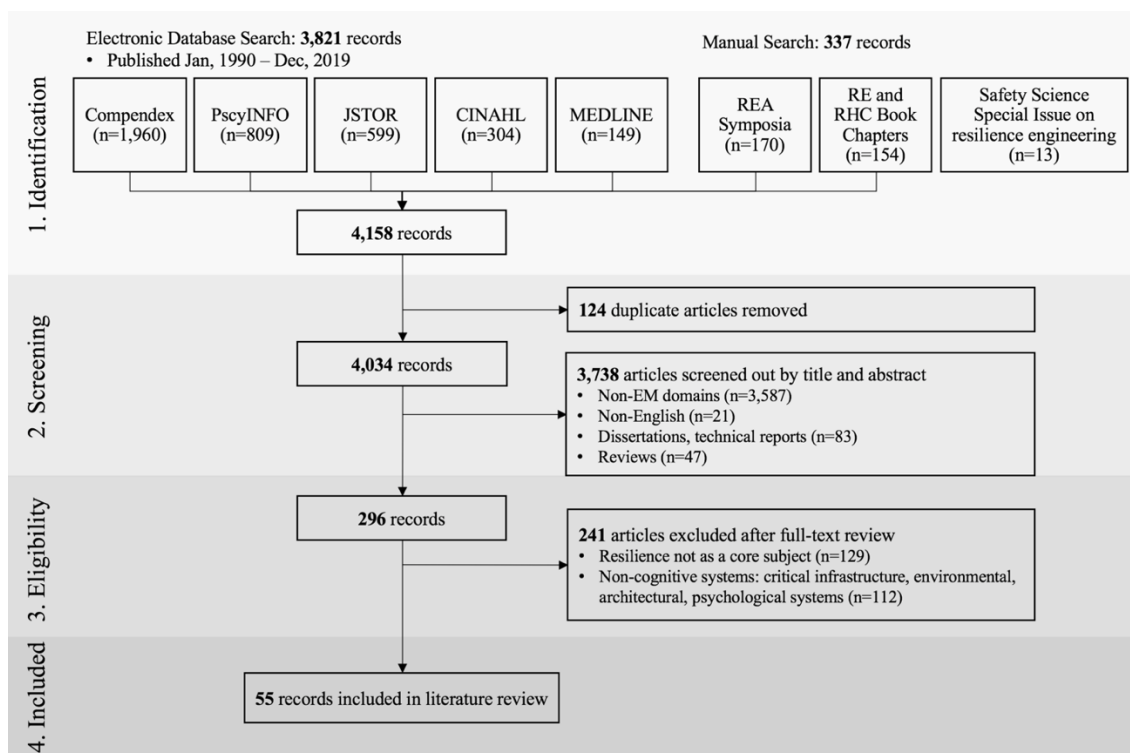 Electronic Database Search: 3,821 records
• Published Jan, 1990 – Dec, 2019
Manual Search: 337 records
Compendex
(n=1,960)
PscyINFO
(n=809)
JSTOR
(n=599)
CINAHL
(n=304)
MEDLINE
(n=149)
REA
Symposia
(n=170)
RE and
RHC Book
Chapters
(n=154)
Safety Science
Special Issue on
resilience engineering
(n=13)
1. Identification
4,158 records
2. Screening
124 duplicate articles removed
4,034 records
3,738 articles screened out by title and abstract
• Non-EM domains (n=3,587)
• Non-English (n=21)
• Dissertations, technical reports (n=83)
• Reviews (n=47)
3. Eligibility
296 records
241 articles excluded after full-text review
• Resilience not as a core subject (n=129)
• Non-cognitive systems: critical infrastructure, environmental,
architectural, psychological systems (n=112)
4. Included
55 records included in literature review